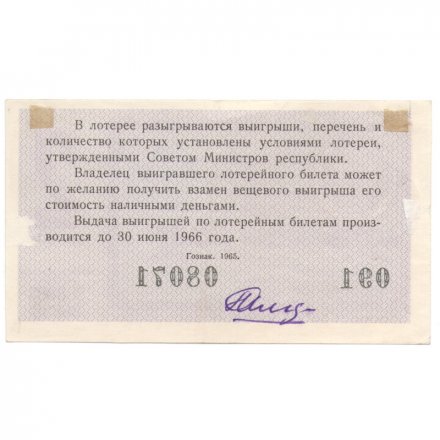 В лотерее разыгрываются выигрыши, перечень и
количество которых установлены условиями лотереи,
утвержденными Советом Министров республики.
Владелец выигравшего лотерейного билета может
по желанию получить взамен вещевого выигрыша его
стоимость наличными деньгами.
Выдача выигрышей по лотерейным билетам произ-
водится до 30 июня 1966 года.
Гознак. 1965.